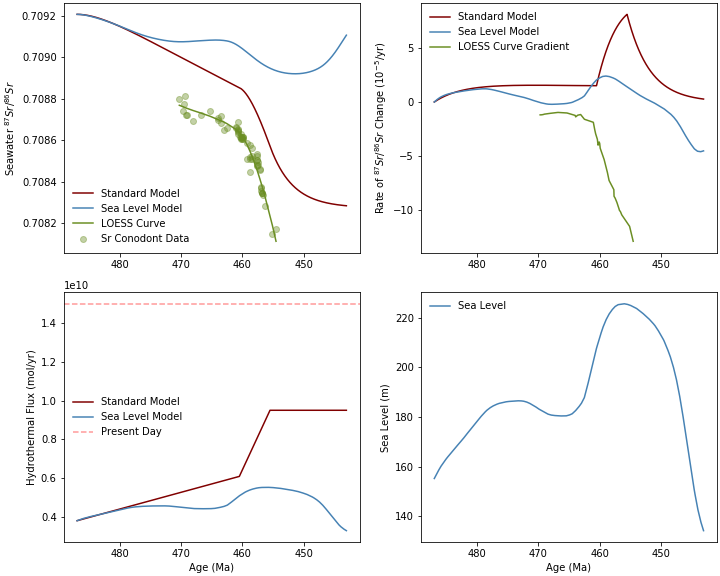 0.7092
0.7090
0.7088
0.7086
0.7084
0.7082
Seawater ⁸⁷Sr/⁸⁶Sr
Standard Model
Sea Level Model
LOESS Curve
Sr Conodont Data
480
470
460
450
5
0
−5
−10
Rate of ⁸⁷Sr/⁸⁶Sr Change (10⁻⁵/yr)
Standard Model
Sea Level Model
LOESS Curve Gradient
480
470
460
450
1e10
1.4
1.2
1.0
0.8
0.6
0.4
Hydrothermal Flux (mol/yr)
Standard Model
Sea Level Model
Present Day
480
470
460
450
Age (Ma)
220
200
180
160
140
Sea Level (m)
Sea Level
480
470
460
450
Age (Ma)